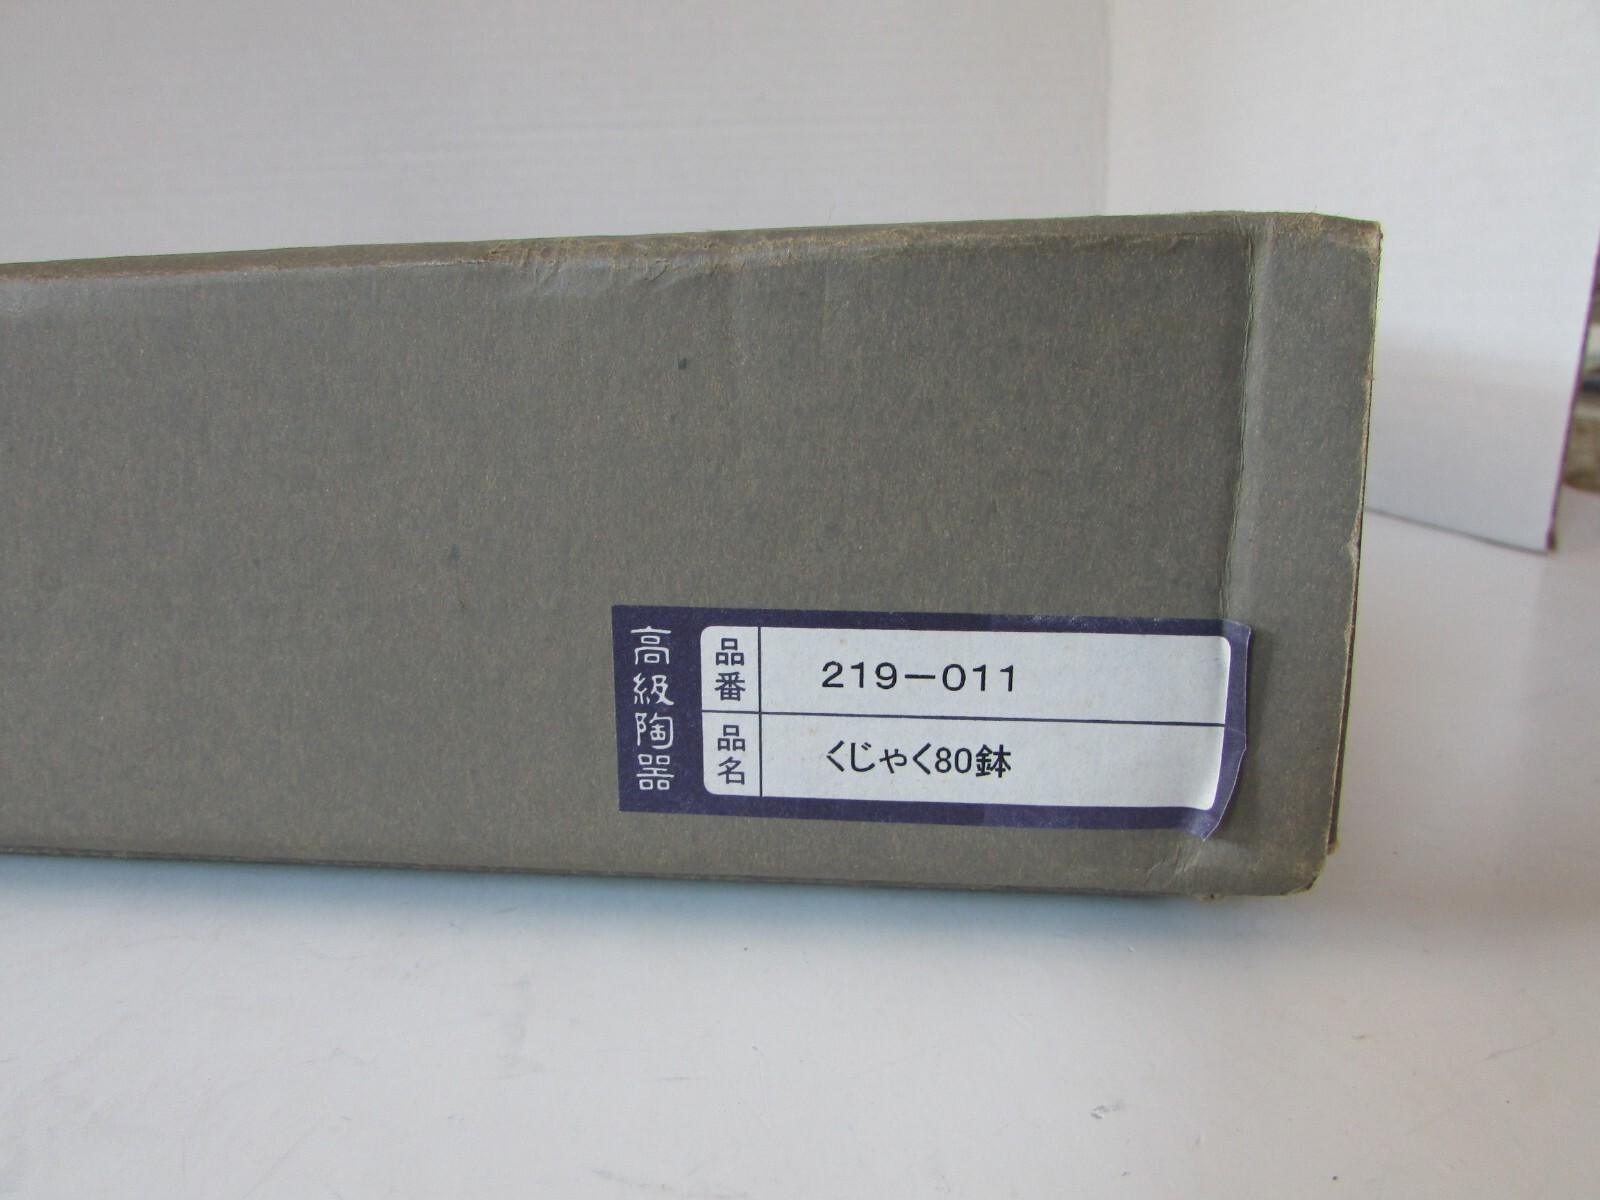 高級陶器
品番 219-011
品名 くじゃく80鉢